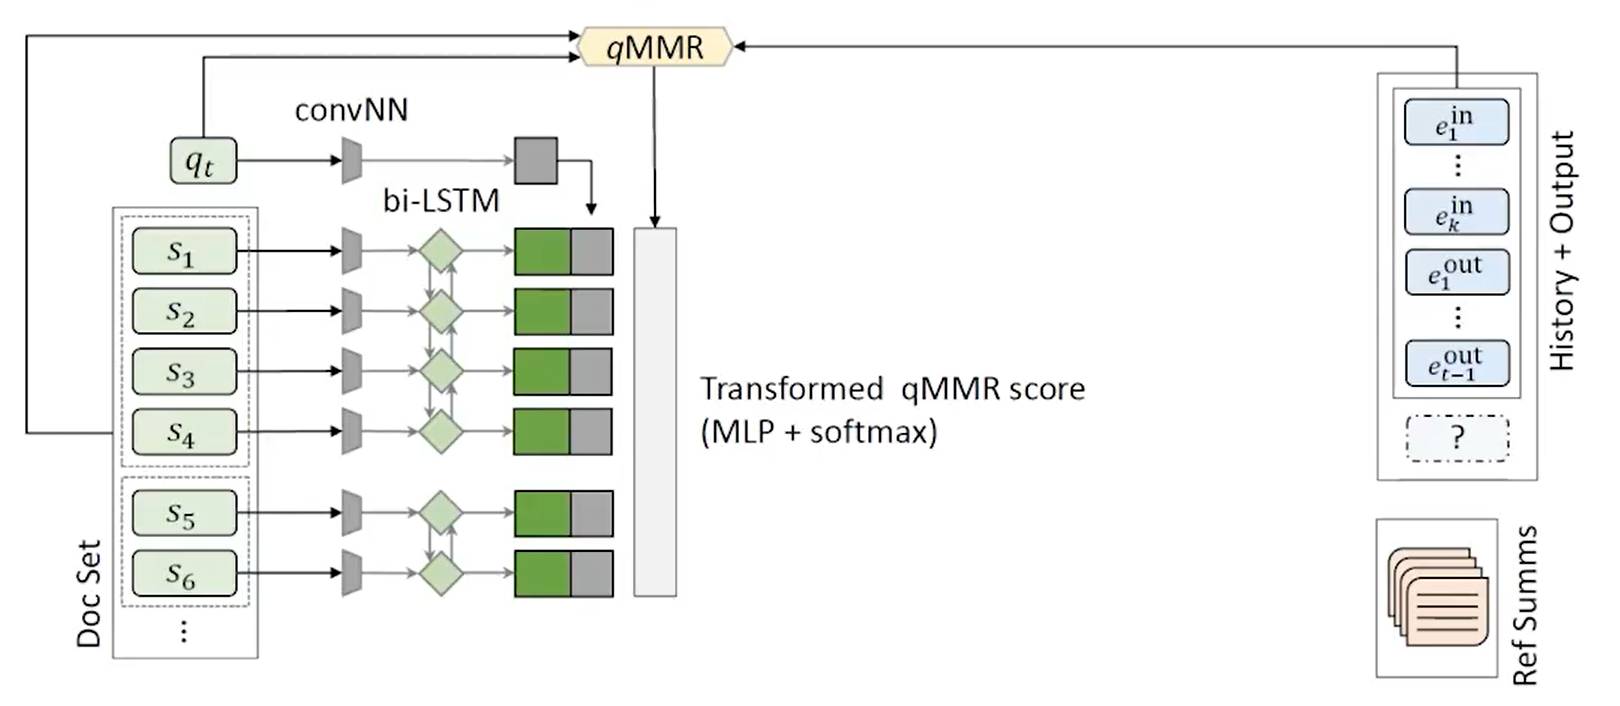 qMMR
convNN
q_t
bi-LSTM
s_1
s_2
s_3
s_4
s_5
s_6
⋮
Doc Set
Transformed qMMR score
(MLP + softmax)
e_1^in
⋮
e_k^in
e_1^out
⋮
e_{t-1}^out
?
History + Output
Ref Summs